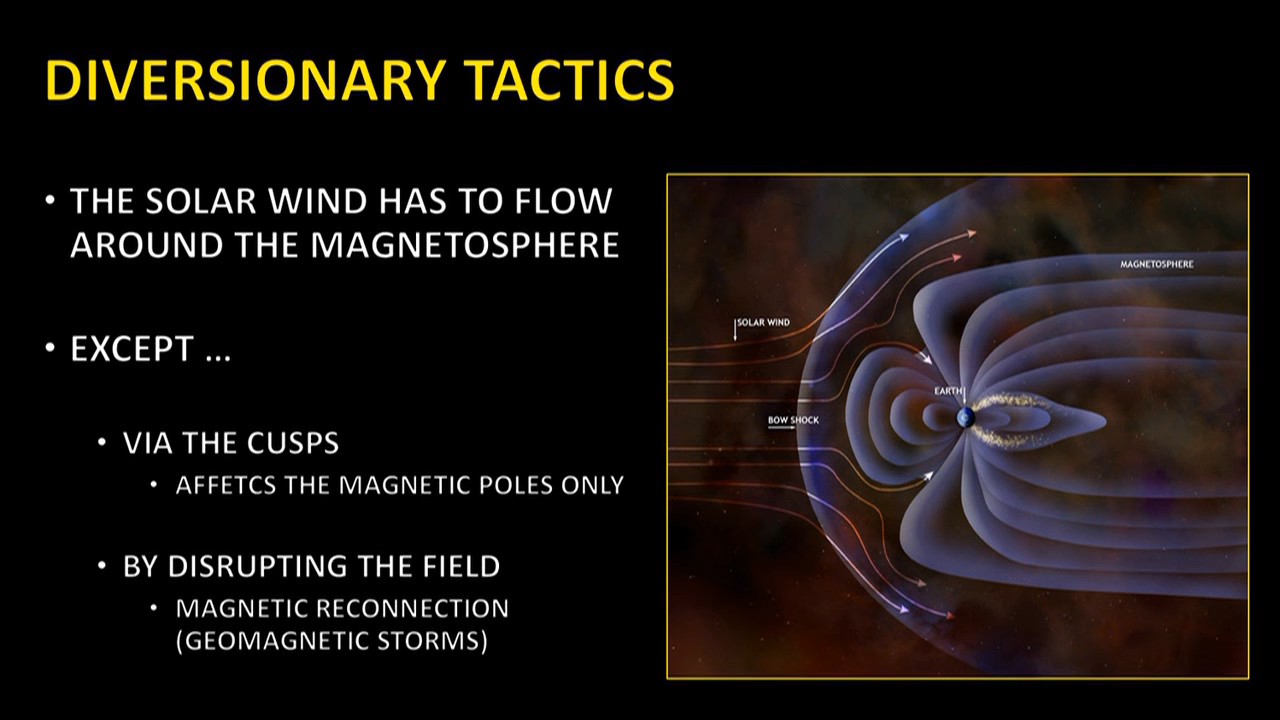 DIVERSIONARY TACTICS
• THE SOLAR WIND HAS TO FLOW
AROUND THE MAGNETOSPHERE
• EXCEPT ...
• VIA THE CUSPS
• AFFETCS THE MAGNETIC POLES ONLY
• BY DISRUPTING THE FIELD
• MAGNETIC RECONNECTION
(GEOMAGNETIC STORMS)
MAGNETOSPHERE
SOLAR WIND
EARTH
BOW SHOCK